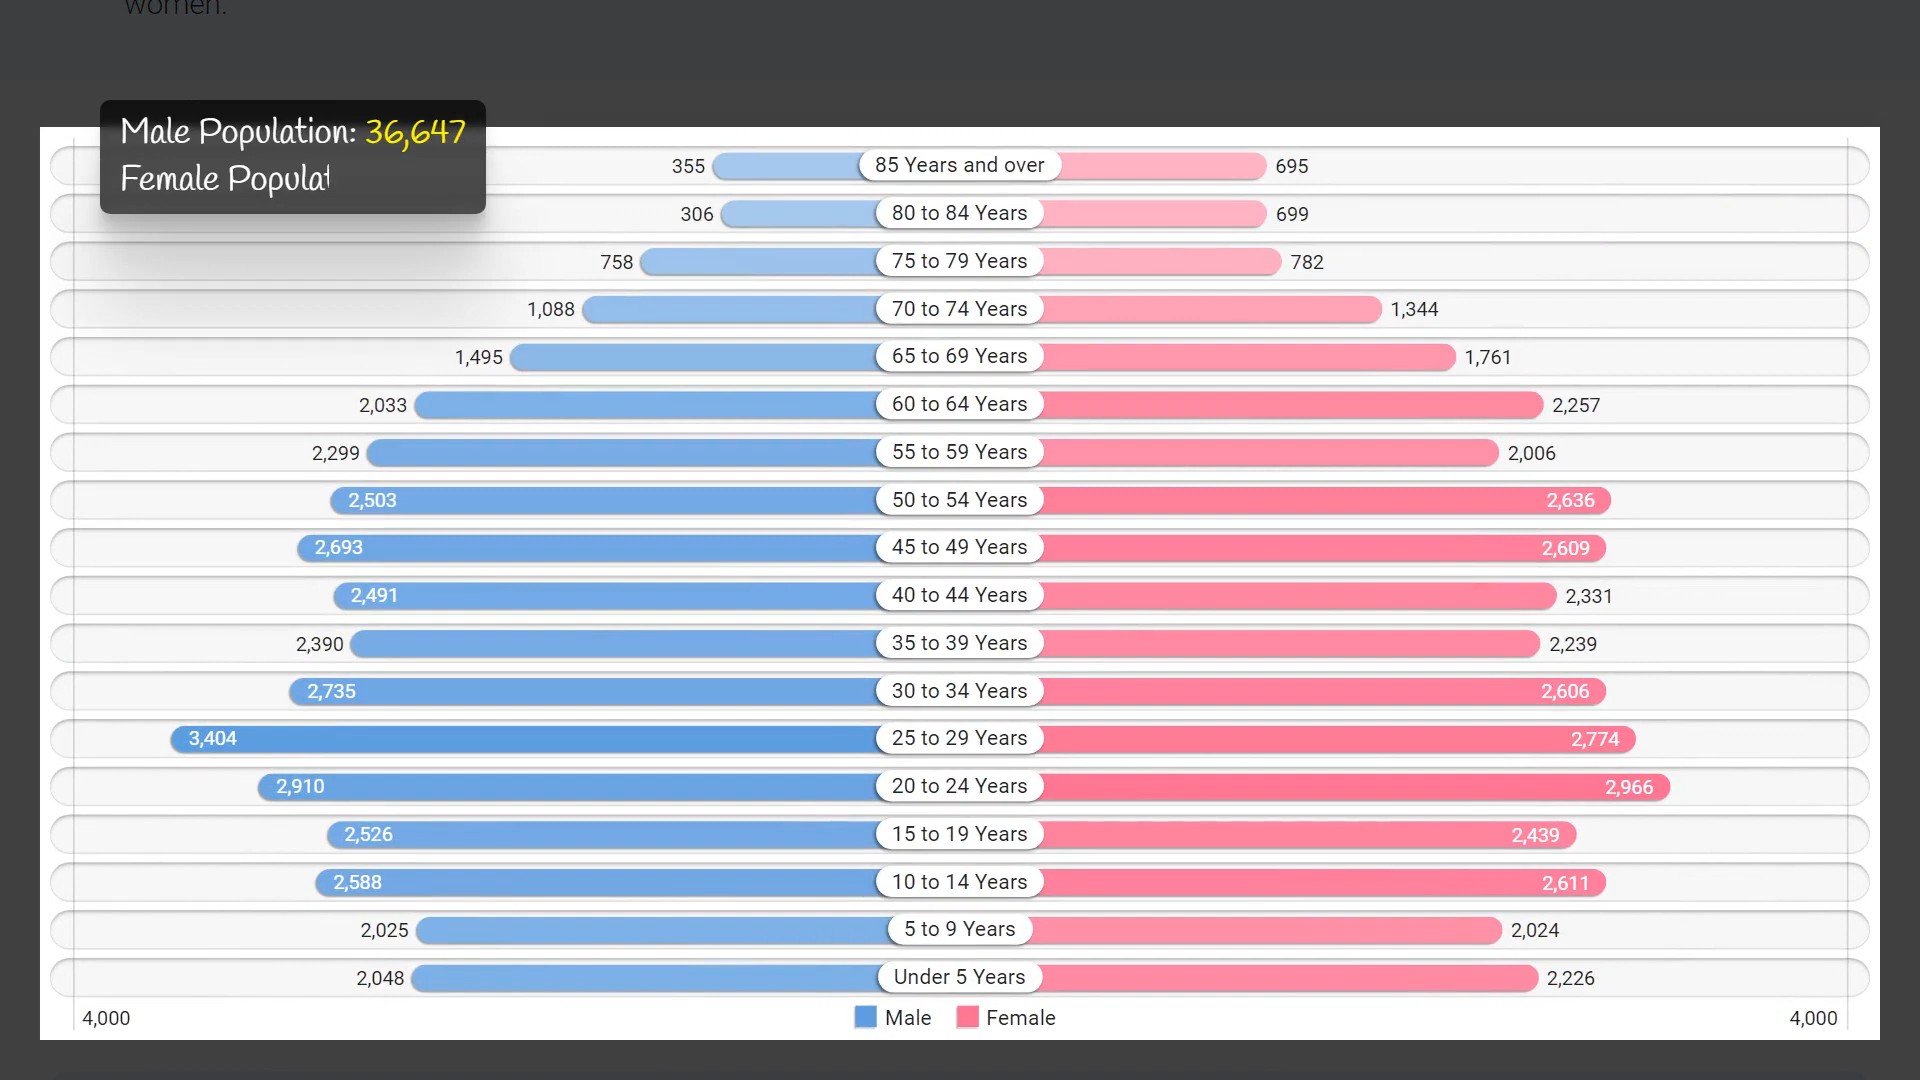 women.
Male Population: 36,647
Female Populat
355 85 Years and over 695
306 80 to 84 Years 699
758 75 to 79 Years 782
1,088 70 to 74 Years 1,344
1,495 65 to 69 Years 1,761
2,033 60 to 64 Years 2,257
2,299 55 to 59 Years 2,006
2,503 50 to 54 Years 2,636
2,693 45 to 49 Years 2,609
2,491 40 to 44 Years 2,331
2,390 35 to 39 Years 2,239
2,735 30 to 34 Years 2,606
3,404 25 to 29 Years 2,774
2,910 20 to 24 Years 2,966
2,526 15 to 19 Years 2,439
2,588 10 to 14 Years 2,611
2,025 5 to 9 Years 2,024
2,048 Under 5 Years 2,226
4,000 Male Female 4,000